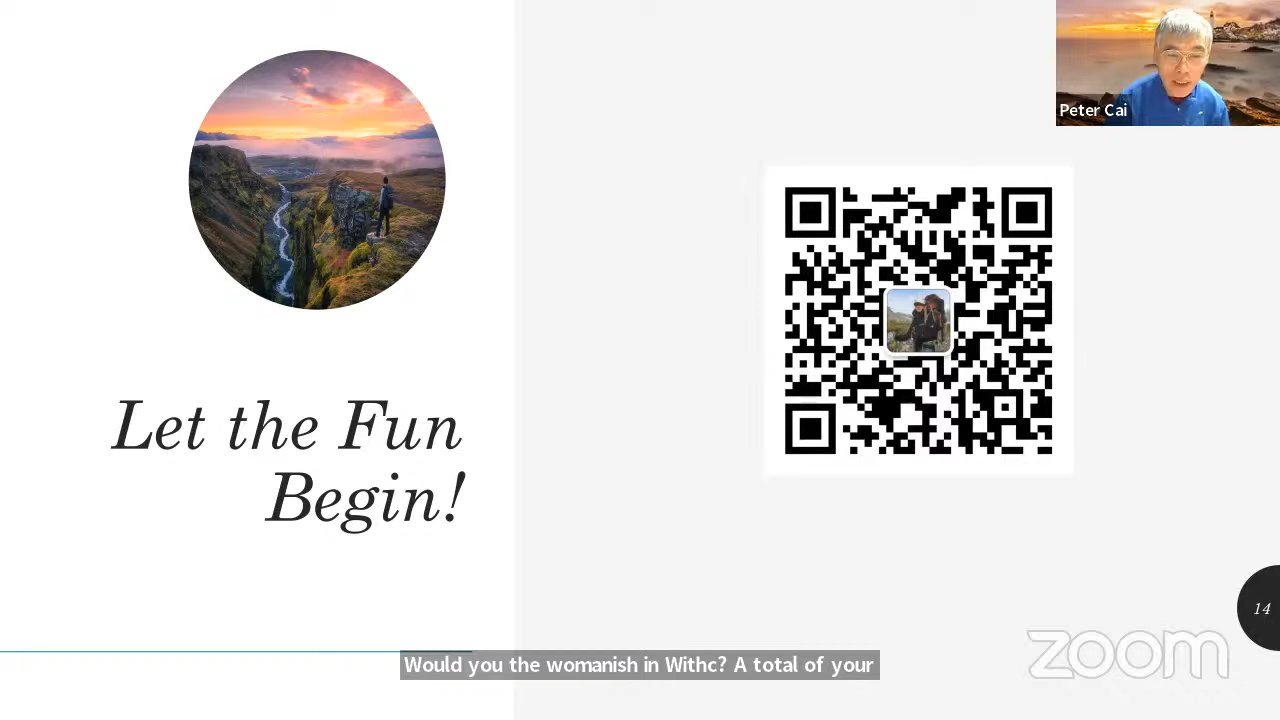 Peter Cai
Let the Fun
Begin!
14
zoom
Would you the womanish in Withc? A total of your